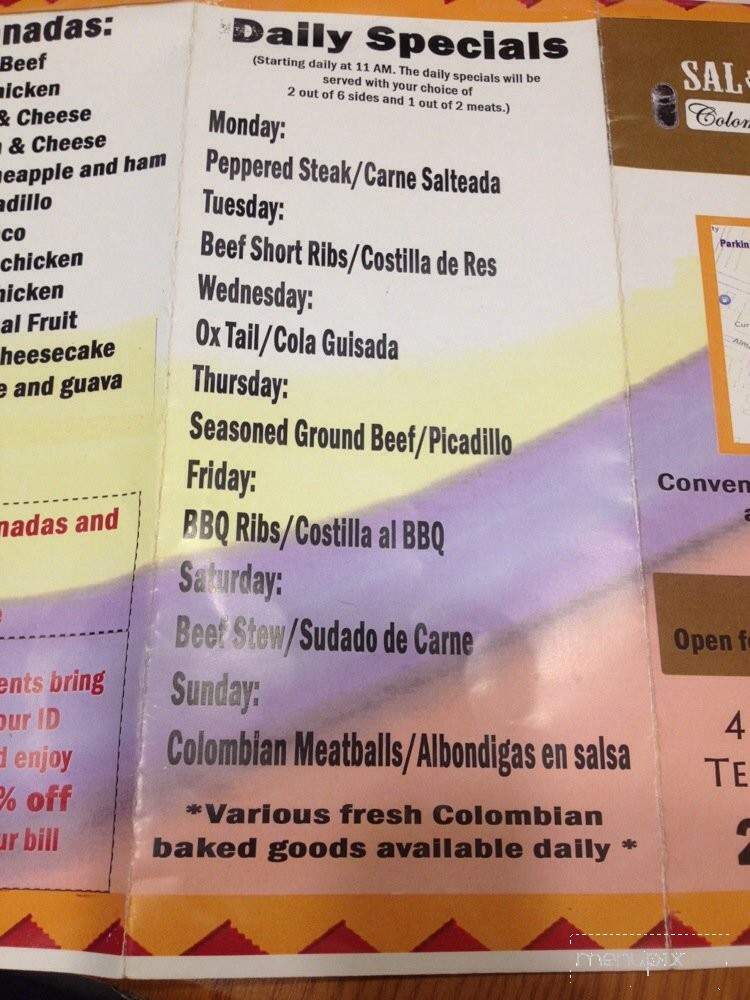 Daily Specials
(Starting daily at 11 AM. The daily specials will be
served with your choice of
2 out of 6 sides and 1 out of 2 meats.)
Monday:
Peppered Steak/Carne Salteada
Tuesday:
Beef Short Ribs/Costilla de Res
Wednesday:
Ox Tail/Cola Guisada
Thursday:
Seasoned Ground Beef/Picadillo
Friday:
BBQ Ribs/Costilla al BBQ
Saturday:
Beef Stew/Sudado de Carne
Sunday:
Colombian Meatballs/Albondigas en salsa
*Various fresh Colombian
baked goods available daily *
nadas:
Beef
hicken
& Cheese
& Cheese
neapple and ham
adillo
co
chicken
hicken
al Fruit
heesecake
e and guava
nadas and
ents bring
our ID
d enjoy
% off
ur bill
SAL
Colom
Parkin
Conven
a
Open fo
4
TE
2
menupix